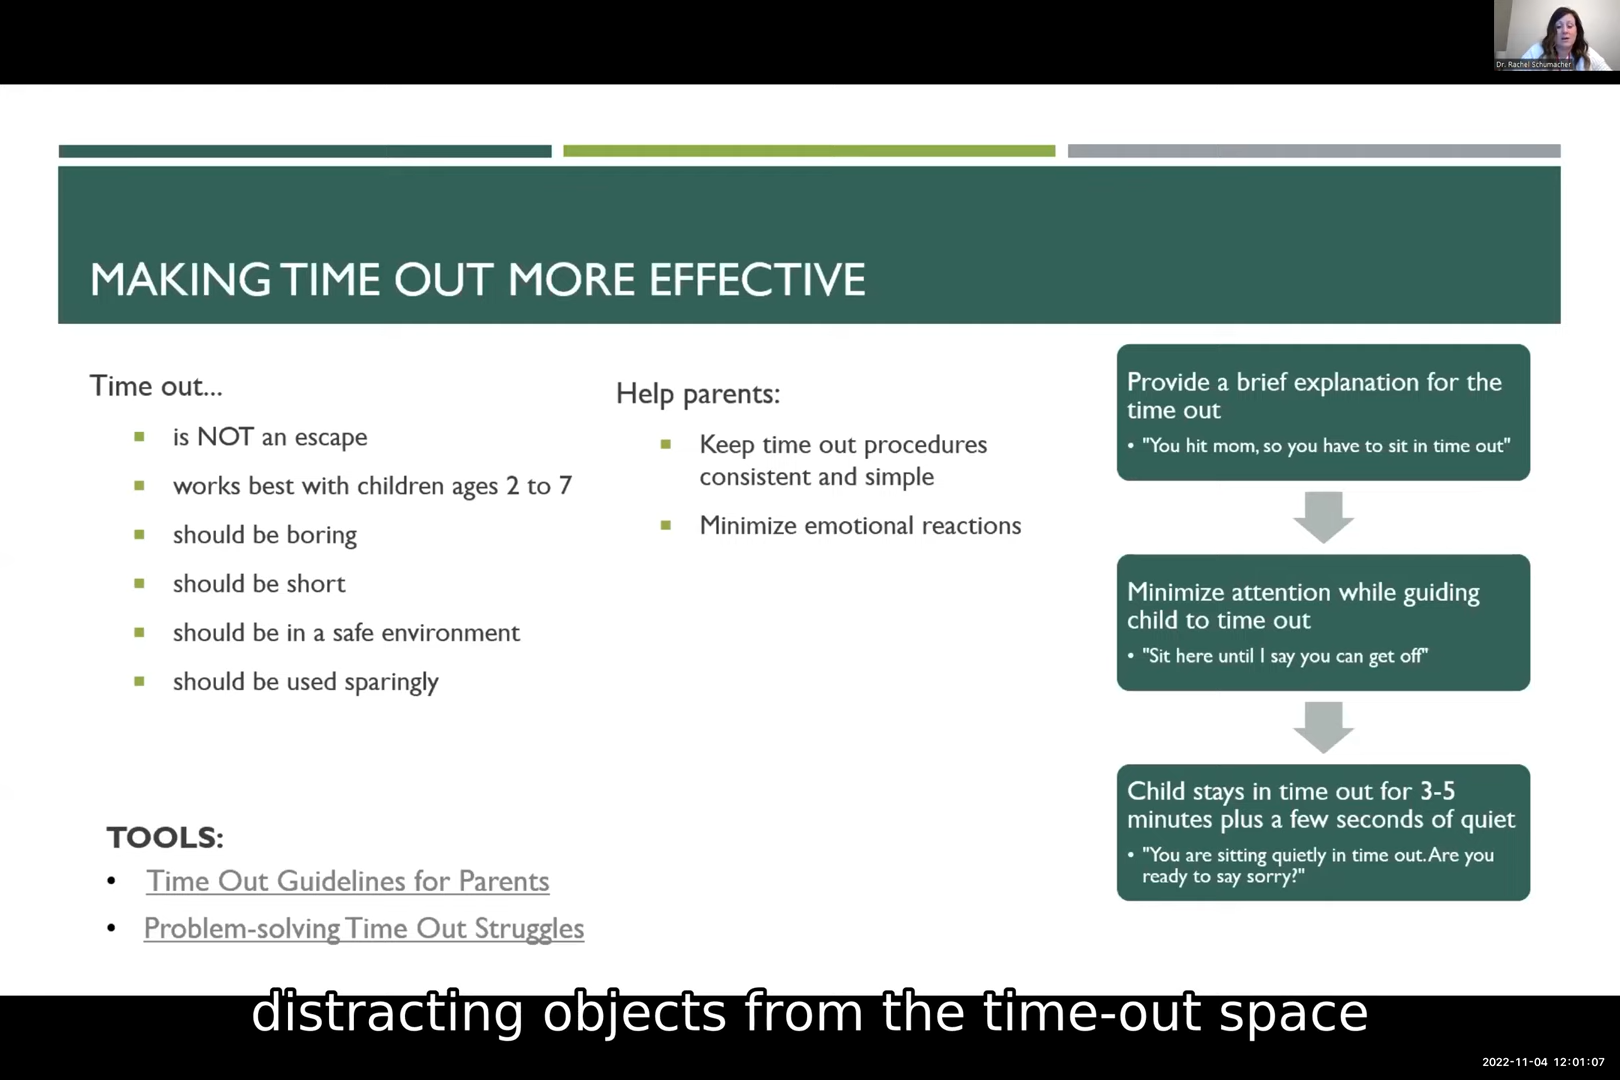 Dr. Rachel Schumacher
MAKING TIME OUT MORE EFFECTIVE
Time out...
is NOT an escape
works best with children ages 2 to 7
should be boring
should be short
should be in a safe environment
should be used sparingly
Help parents:
Keep time out procedures
consistent and simple
Minimize emotional reactions
Provide a brief explanation for the
time out
• "You hit mom, so you have to sit in time out"
Minimize attention while guiding
child to time out
• "Sit here until I say you can get off"
Child stays in time out for 3-5
minutes plus a few seconds of quiet
• "You are sitting quietly in time out. Are you
ready to say sorry?"
TOOLS:
• Time Out Guidelines for Parents
• Problem-solving Time Out Struggles
distracting objects from the time-out space
2022-11-04 12:01:07